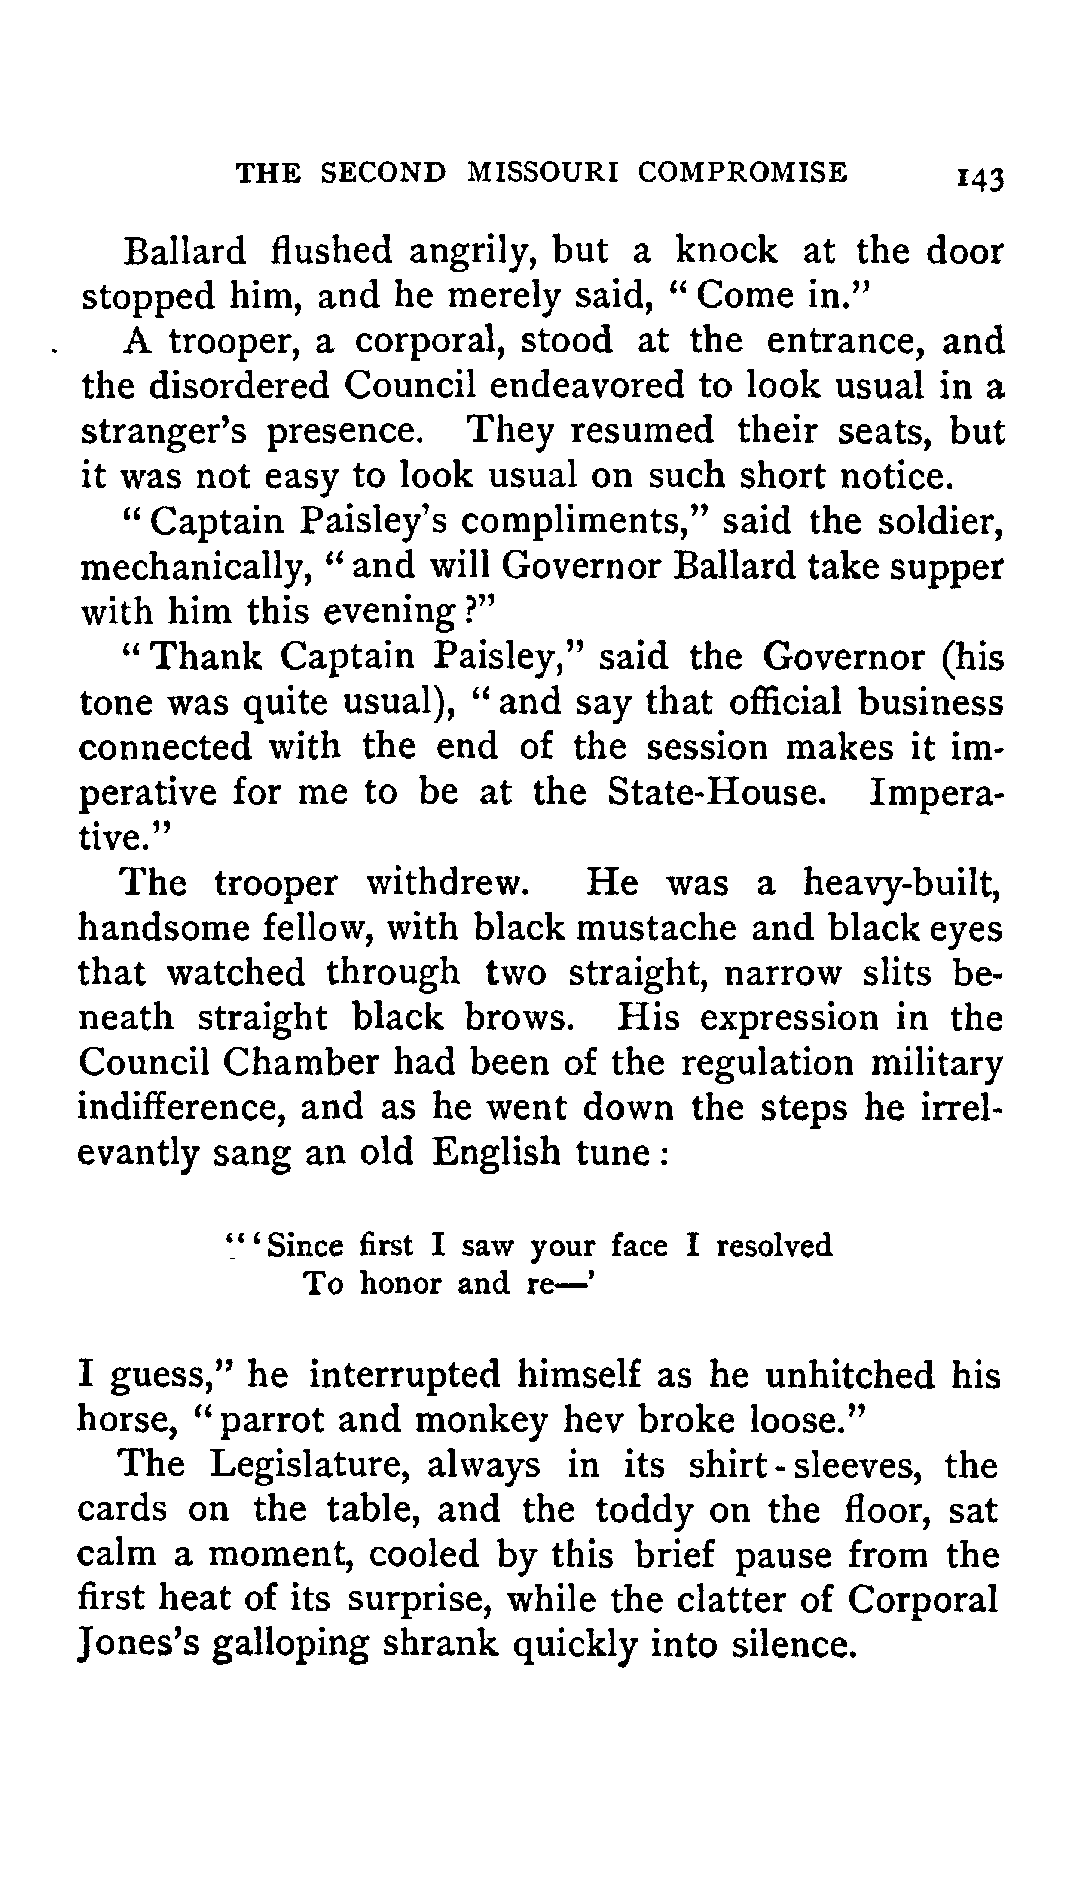 THE SECOND MISSOURI COMPROMISE 143
Ballard flushed angrily, but a knock at the door
stopped him, and he merely said, “Come in.”
A trooper, a corporal, stood at the entrance, and
the disordered Council endeavored to look usual in a
stranger’s presence. They resumed their seats, but
it was not easy to look usual on such short notice.
“Captain Paisley’s compliments,” said the soldier,
mechanically, “and will Governor Ballard take supper
with him this evening?”
“Thank Captain Paisley,” said the Governor (his
tone was quite usual), “and say that official business
connected with the end of the session makes it im-
perative for me to be at the State-House. Impera-
tive.”
The trooper withdrew. He was a heavy-built,
handsome fellow, with black mustache and black eyes
that watched through two straight, narrow slits be-
neath straight black brows. His expression in the
Council Chamber had been of the regulation military
indifference, and as he went down the steps he irrel-
evantly sang an old English tune:
“‘Since first I saw your face I resolved
To honor and re—’
I guess,” he interrupted himself as he unhitched his
horse, “parrot and monkey hev broke loose.”
The Legislature, always in its shirt-sleeves, the
cards on the table, and the toddy on the floor, sat
calm a moment, cooled by this brief pause from the
first heat of its surprise, while the clatter of Corporal
Jones’s galloping shrank quickly into silence.